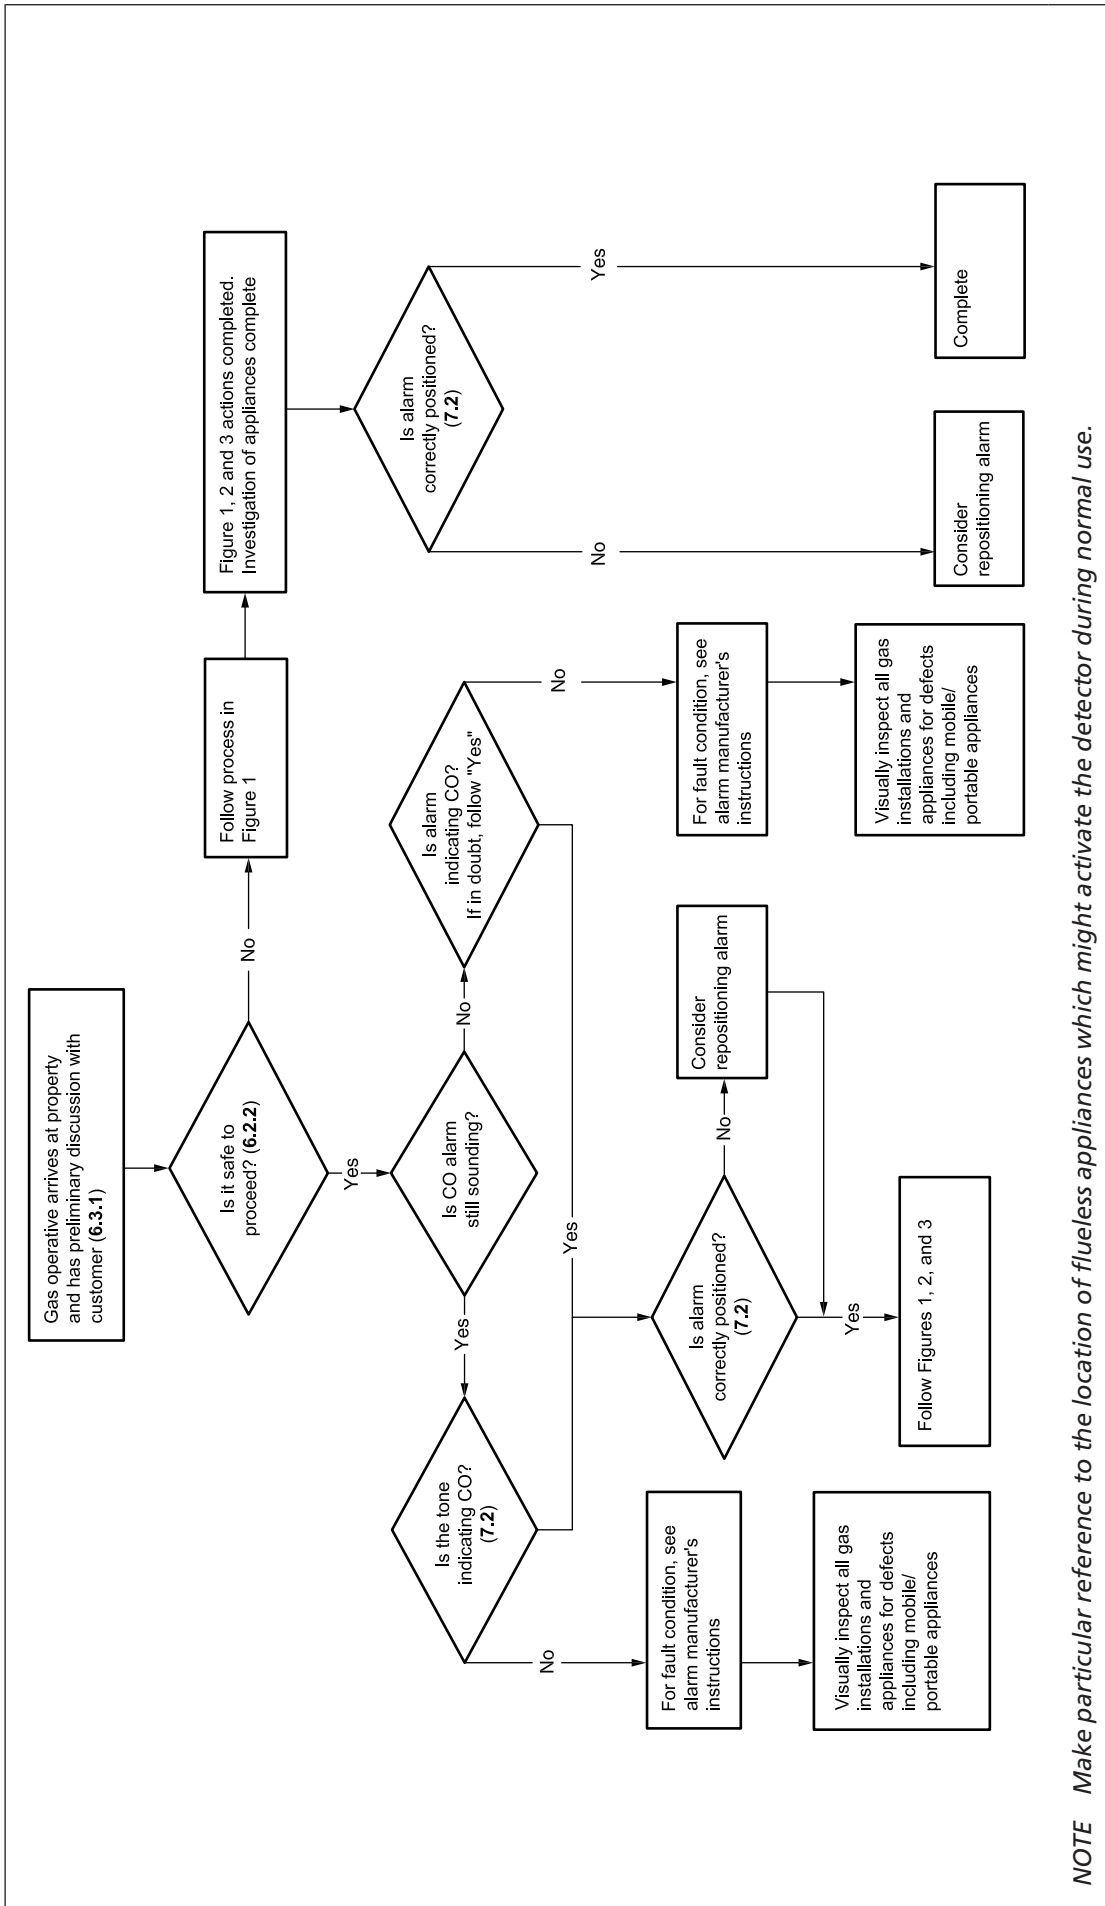 Gas operative arrives at property
and has preliminary discussion with
customer (6.3.1)
Is it safe to
proceed? (6.2.2)
No
Follow process in
Figure 1
Figure 1, 2 and 3 actions completed.
Investigation of appliances complete
Yes
Is CO alarm
still sounding?
Yes
No
Is the tone
indicating CO?
(7.2)
Is alarm
indicating CO?
If in doubt, follow "Yes"
Is alarm
correctly positioned?
(7.2)
No
Yes
No
Yes
No
For fault condition, see
alarm manufacturer's
instructions
Visually inspect all gas
installations and
appliances for defects
including mobile/
portable appliances
Is alarm
correctly positioned?
(7.2)
No
Consider
repositioning alarm
Yes
Follow Figures 1, 2, and 3
For fault condition, see
alarm manufacturer's
instructions
Visually inspect all gas
installations and
appliances for defects
including mobile/
portable appliances
Consider
repositioning alarm
Complete
NOTE Make particular reference to the location of flueless appliances which might activate the detector during normal use.